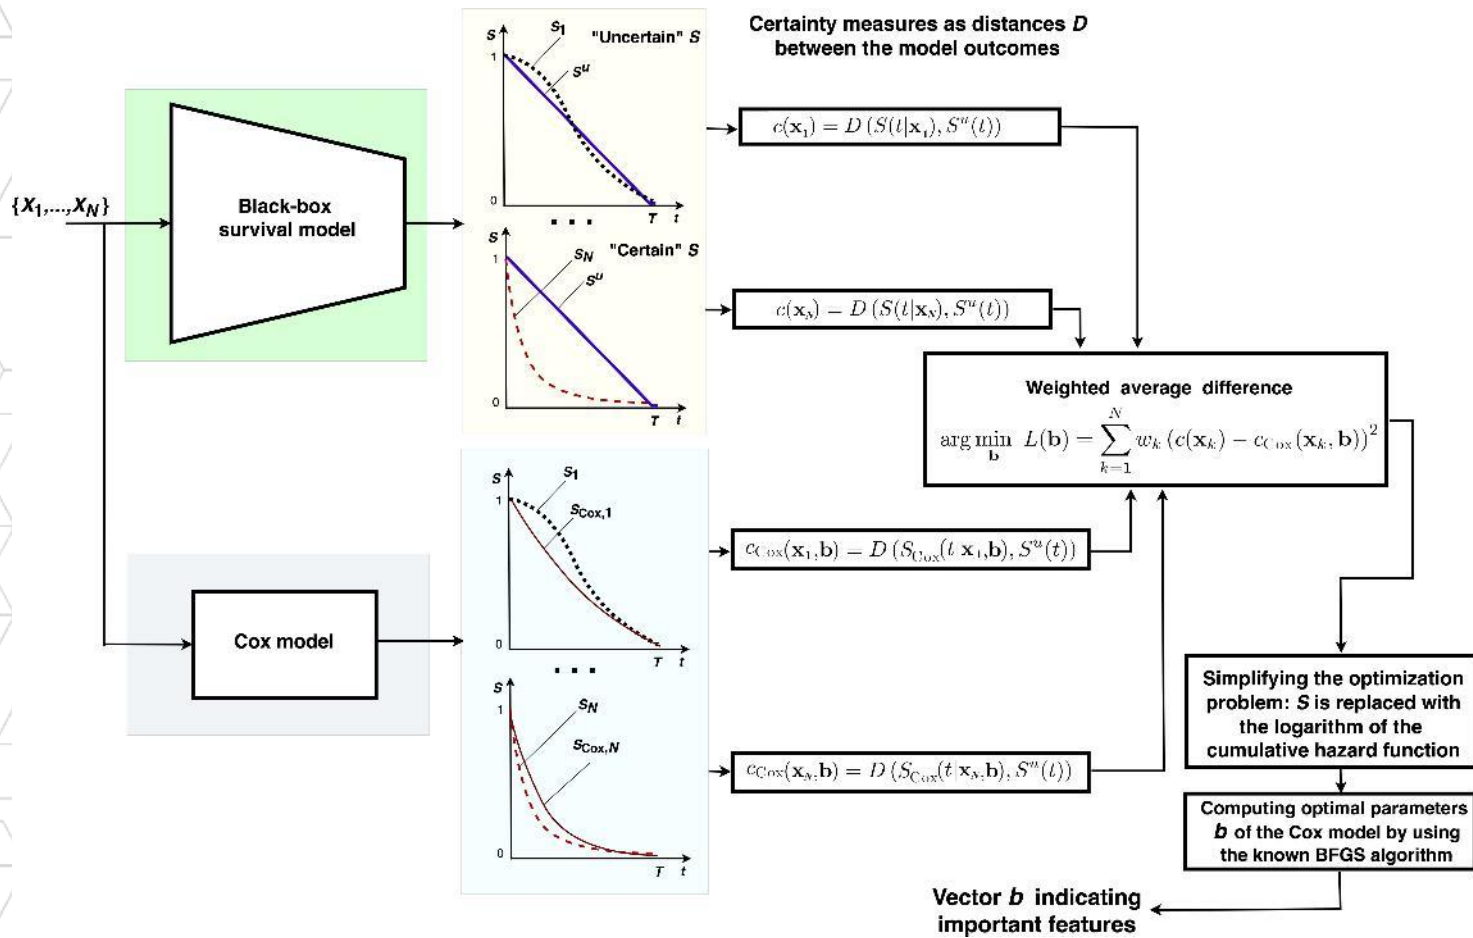 Certainty measures as distances D
between the model outcomes
{X1,...,XN}
Black-box
survival model
S
S1
"Uncertain" S
1
Su
0
T t
. . .
S
SN
"Certain" S
1
Su
0
T t
c(x1) = D (S(t|x1), Su(t))
c(xN) = D (S(t|xN), Su(t))
Weighted average difference
arg min b L(b) = ∑ k=1 N wk (c(xk) − cCox(xk, b))2
Cox model
S
S1
1
SCox,1
0
T t
. . .
S
SN
1
SCox,N
0
T t
cCox(x1,b) = D (SCox(t x1,b), Su(t))
cCox(xN,b) = D (SCox(t|xN,b), Su(t))
Simplifying the optimization
problem: S is replaced with
the logarithm of the
cumulative hazard function
Computing optimal parameters
b of the Cox model by using
the known BFGS algorithm
Vector b indicating
important features